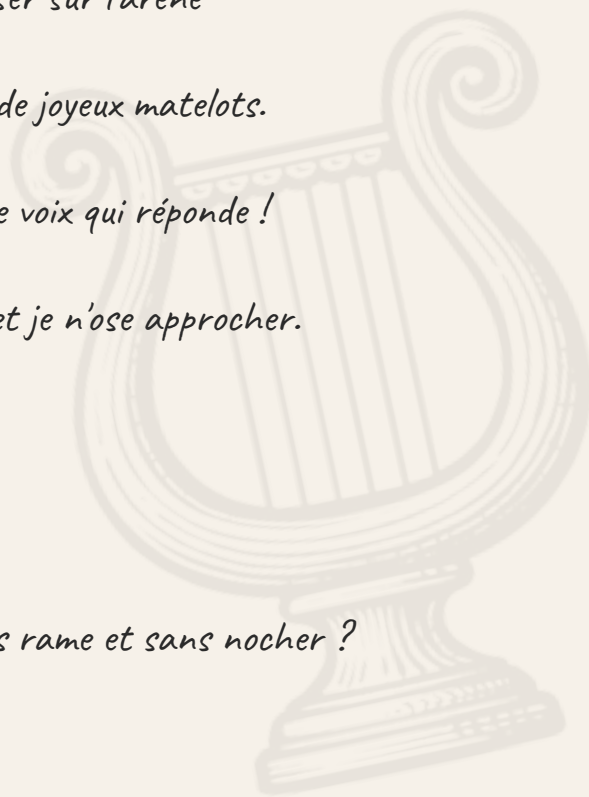 ser sur l'arène
de joyeux matelots.
e voix qui réponde !
et je n'ose approcher.
s rame et sans nocher ?